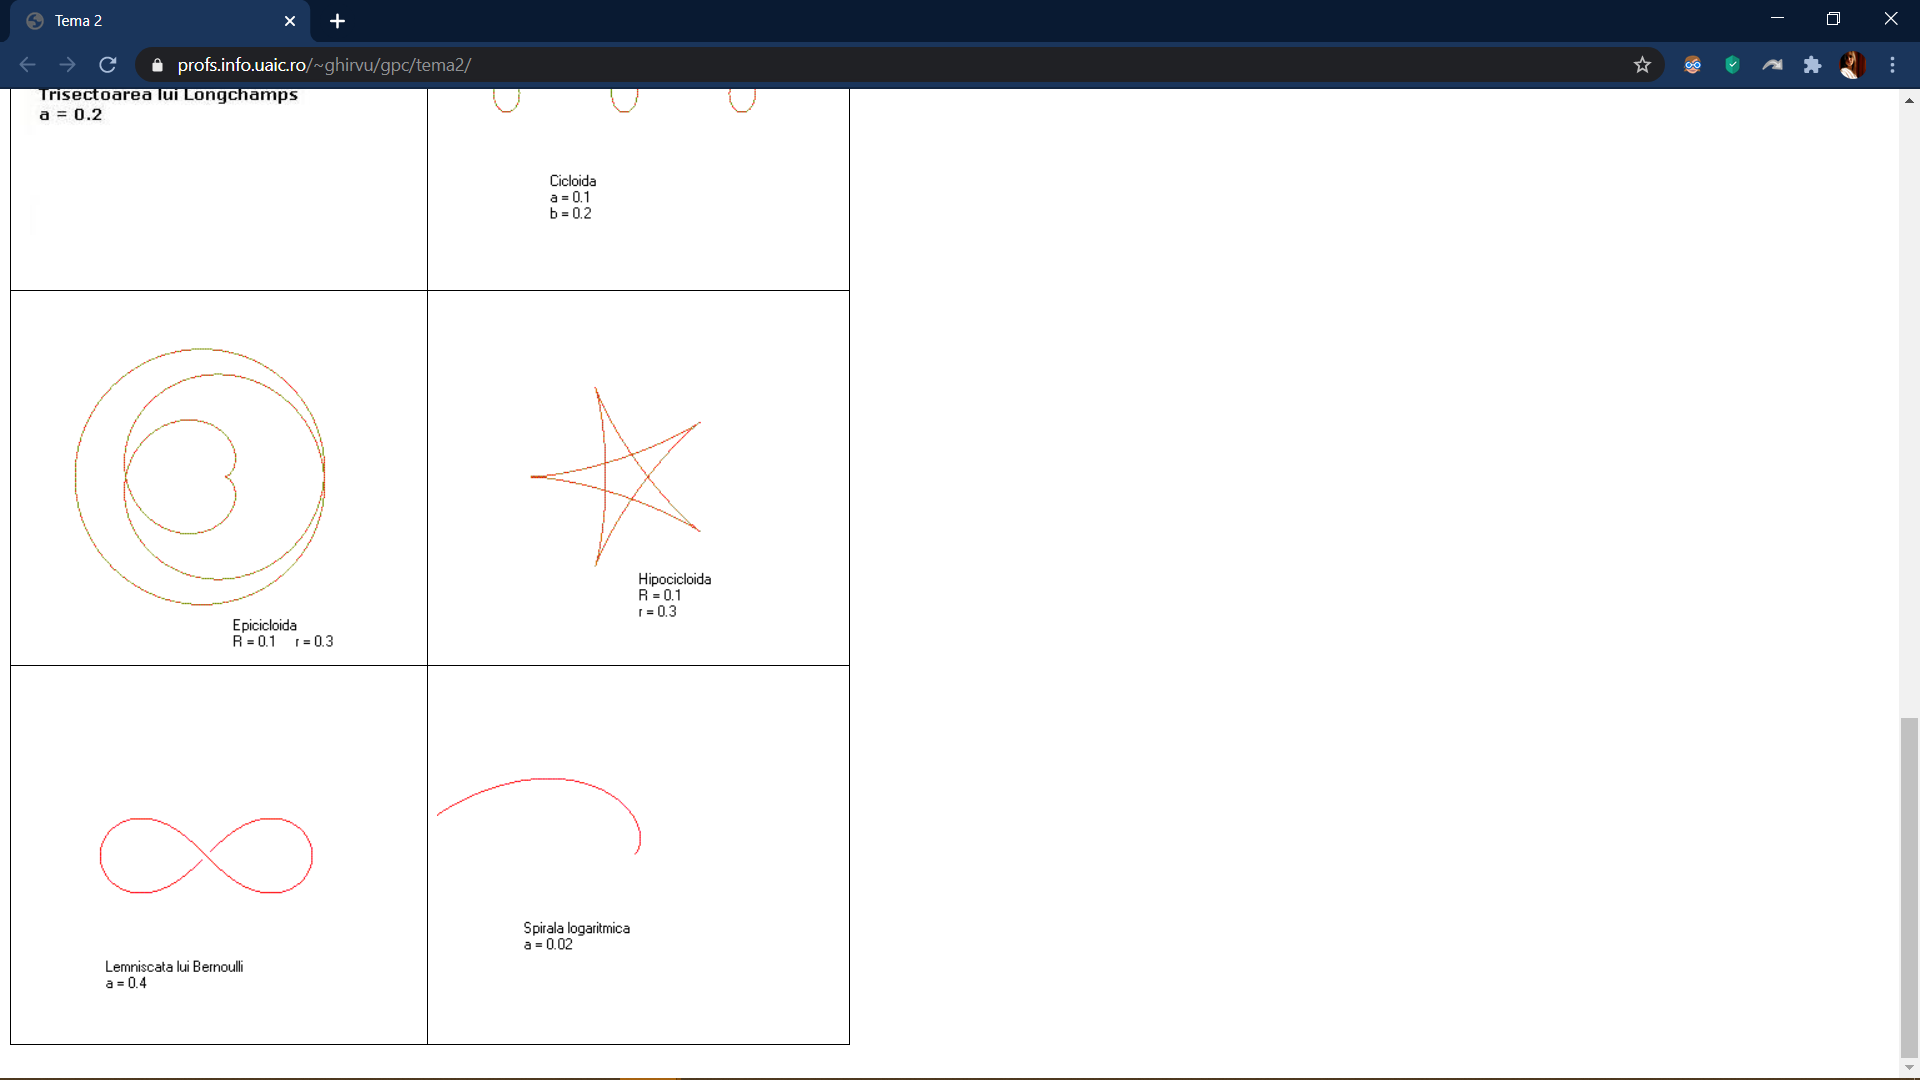 Tema 2
profs.info.uaic.ro/~ghirvu/gpc/tema2/
Trisectoarea lui Longchamps
a = 0.2
Cicloida
a = 0.1
b = 0.2
Epicicloida
R = 0.1 r = 0.3
Hipocicloida
R = 0.1
r = 0.3
Lemniscata lui Bernoulli
a = 0.4
Spirala logaritmica
a = 0.02